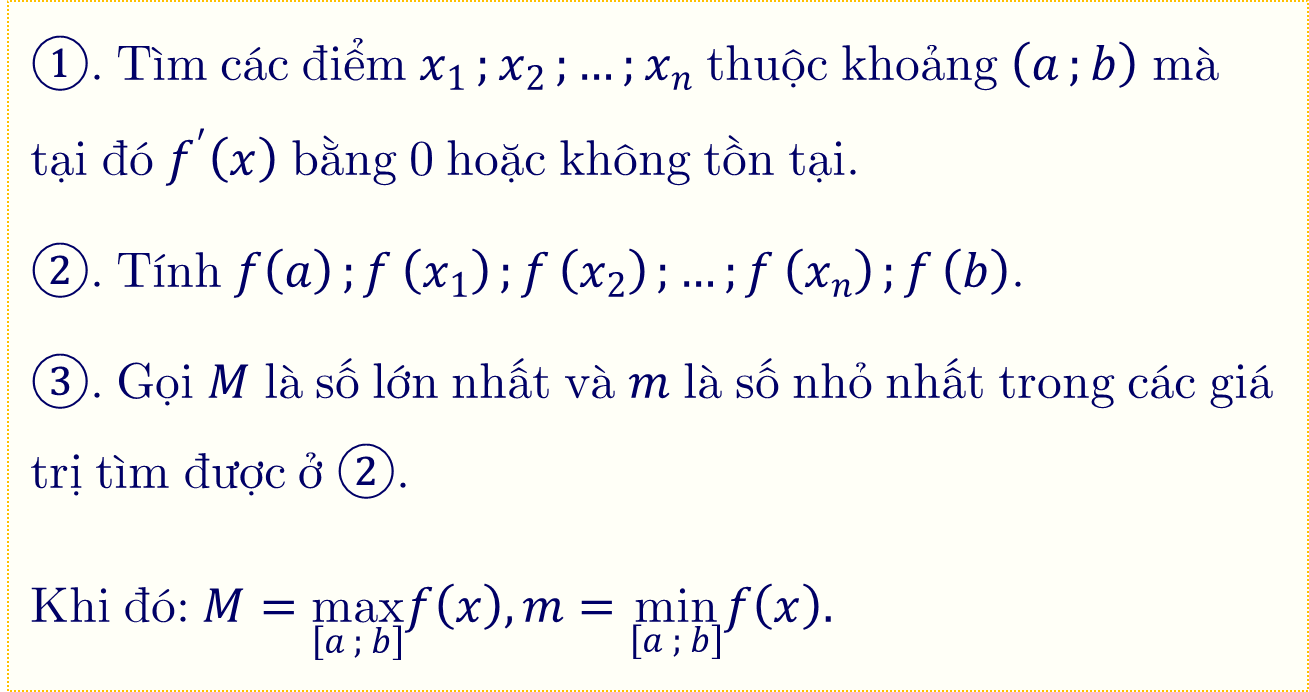 ①. Tìm các điểm x₁ ; x₂ ; ... ; xₙ thuộc khoảng (a ; b) mà
tại đó f′(x) bằng 0 hoặc không tồn tại.
②. Tính f(a) ; f (x₁) ; f (x₂) ; ... ; f (xₙ) ; f (b).
③. Gọi M là số lớn nhất và m là số nhỏ nhất trong các giá
trị tìm được ở ②.
Khi đó: M = max f(x), m = min f(x).
[a ; b] [a ; b]